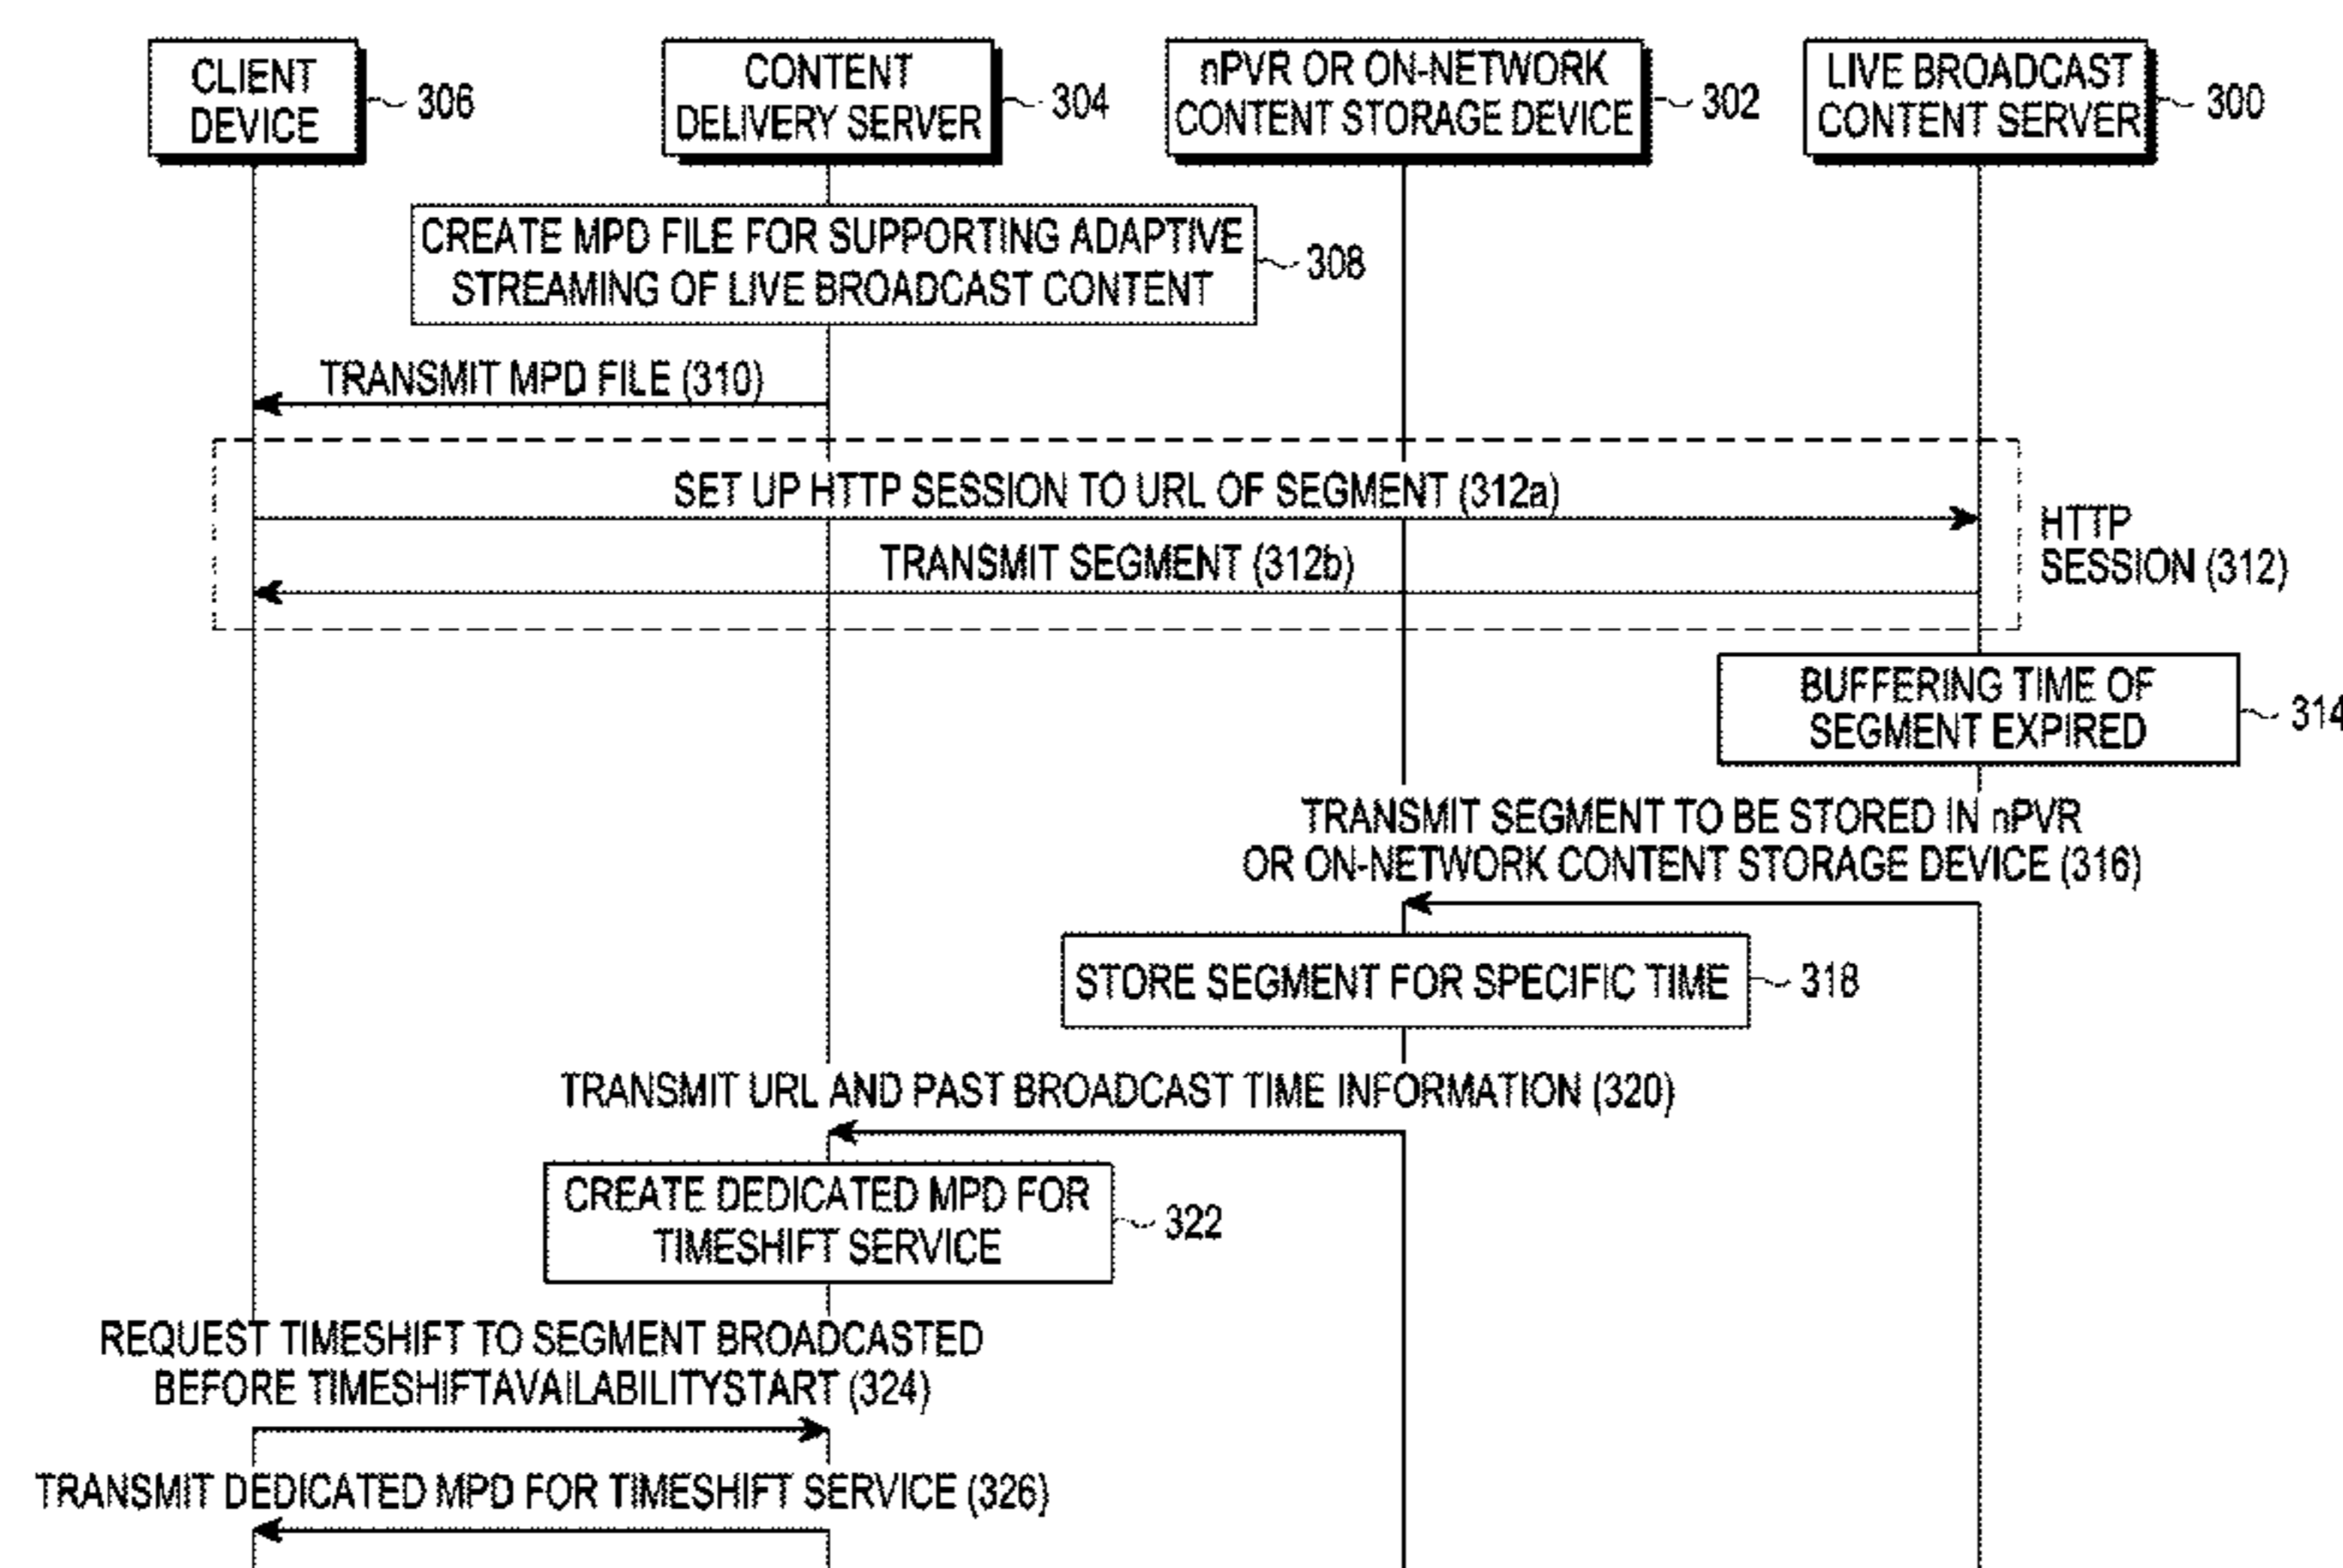 CLIENT
DEVICE
306
CONTENT
DELIVERY SERVER
304
nPVR OR ON-NETWORK
CONTENT STORAGE DEVICE
302
LIVE BROADCAST
CONTENT SERVER
300
CREATE MPD FILE FOR SUPPORTING ADAPTIVE
STREAMING OF LIVE BROADCAST CONTENT
308
TRANSMIT MPD FILE (310)
SET UP HTTP SESSION TO URL OF SEGMENT (312a)
TRANSMIT SEGMENT (312b)
HTTP
SESSION (312)
BUFFERING TIME OF
SEGMENT EXPIRED
314
TRANSMIT SEGMENT TO BE STORED IN nPVR
OR ON-NETWORK CONTENT STORAGE DEVICE (316)
STORE SEGMENT FOR SPECIFIC TIME
318
TRANSMIT URL AND PAST BROADCAST TIME INFORMATION (320)
CREATE DEDICATED MPD FOR
TIMESHIFT SERVICE
322
REQUEST TIMESHIFT TO SEGMENT BROADCASTED
BEFORE TIMESHIFTAVAILABILITYSTART (324)
TRANSMIT DEDICATED MPD FOR TIMESHIFT SERVICE (326)